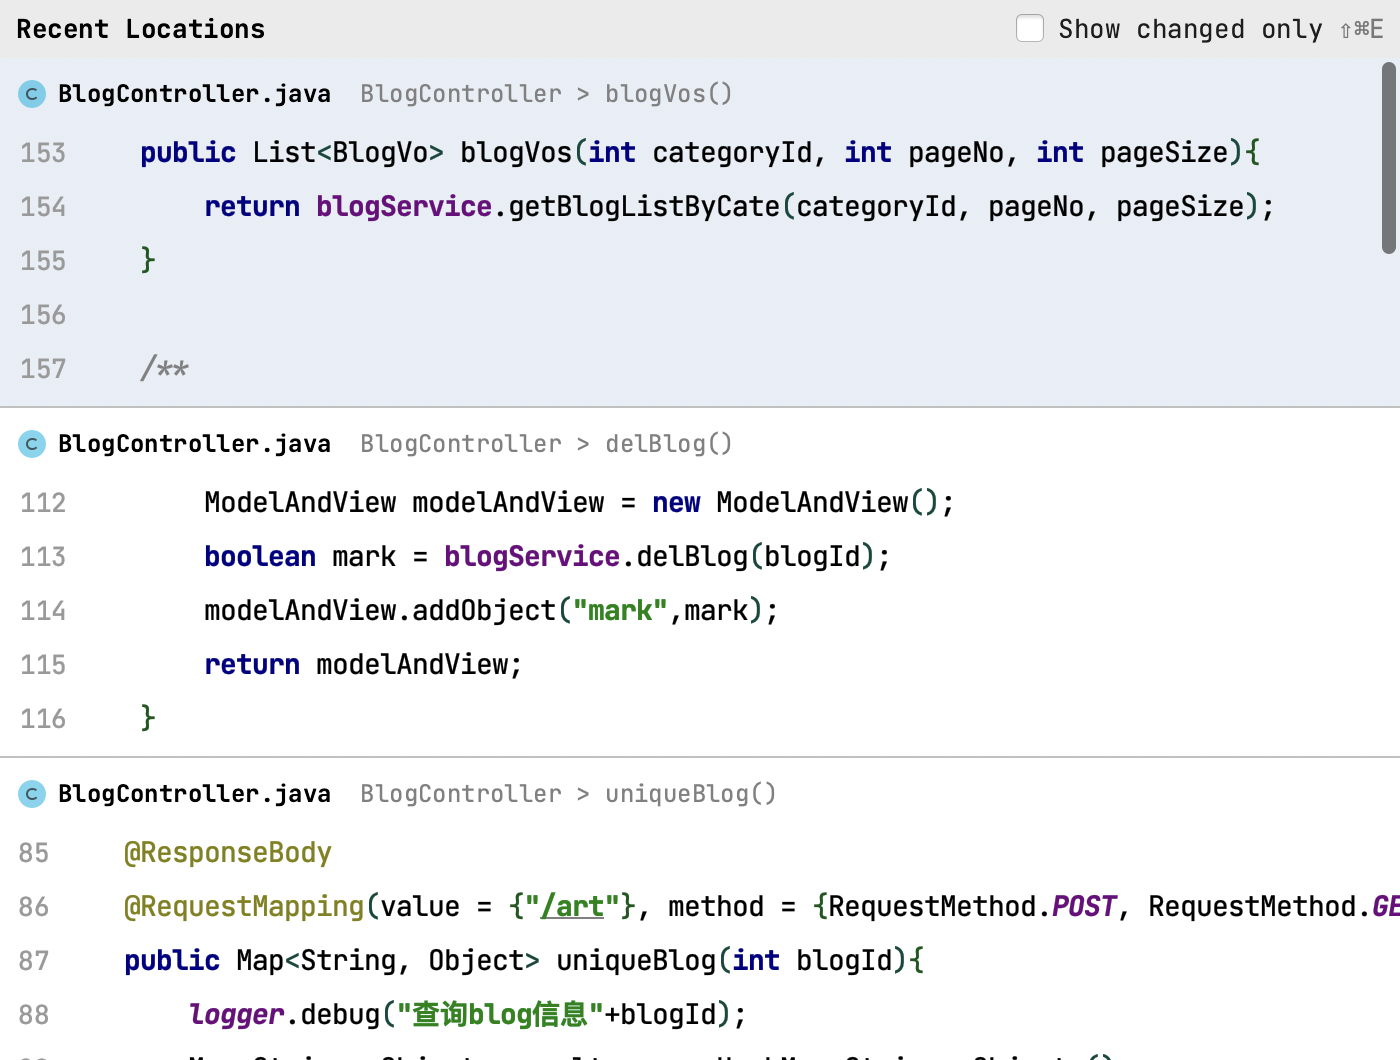 Recent Locations Show changed only ⇧⌘E
C BlogController.java BlogController > blogVos()
153 public List<BlogVo> blogVos(int categoryId, int pageNo, int pageSize){
154 return blogService.getBlogListByCate(categoryId, pageNo, pageSize);
155 }
156
157 /**
C BlogController.java BlogController > delBlog()
112 ModelAndView modelAndView = new ModelAndView();
113 boolean mark = blogService.delBlog(blogId);
114 modelAndView.addObject("mark",mark);
115 return modelAndView;
116 }
C BlogController.java BlogController > uniqueBlog()
85 @ResponseBody
86 @RequestMapping(value = {"/art"}, method = {RequestMethod.POST, RequestMethod.GE
87 public Map<String, Object> uniqueBlog(int blogId){
88 logger.debug("查询blog信息"+blogId);